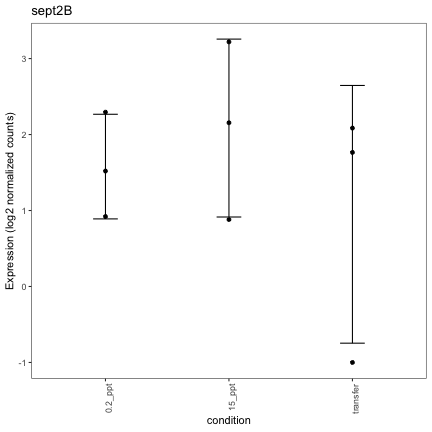 sept2B
Expression (log2 normalized counts)
3
2
1
0
-1
0.2_ppt
15_ppt
transfer
condition